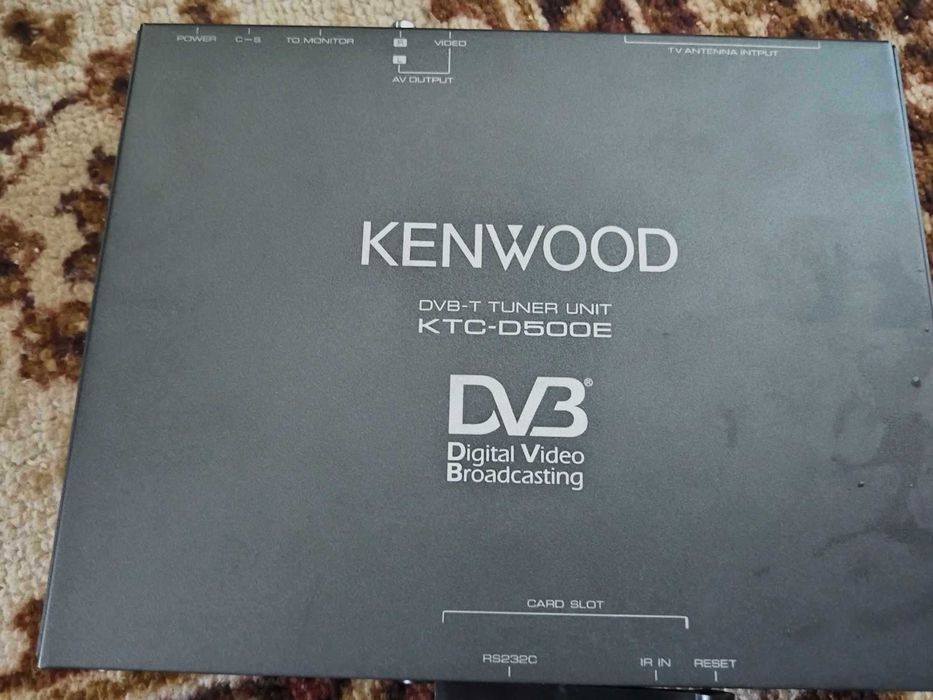 POWER C-S TO MONITOR R VIDEO TV ANTENNA INTPUT
L
AV OUTPUT
KENWOOD
DVB-T TUNER UNIT
KTC-D500E
DVB®
Digital Video
Broadcasting
CARD SLOT
RS232C IR IN RESET